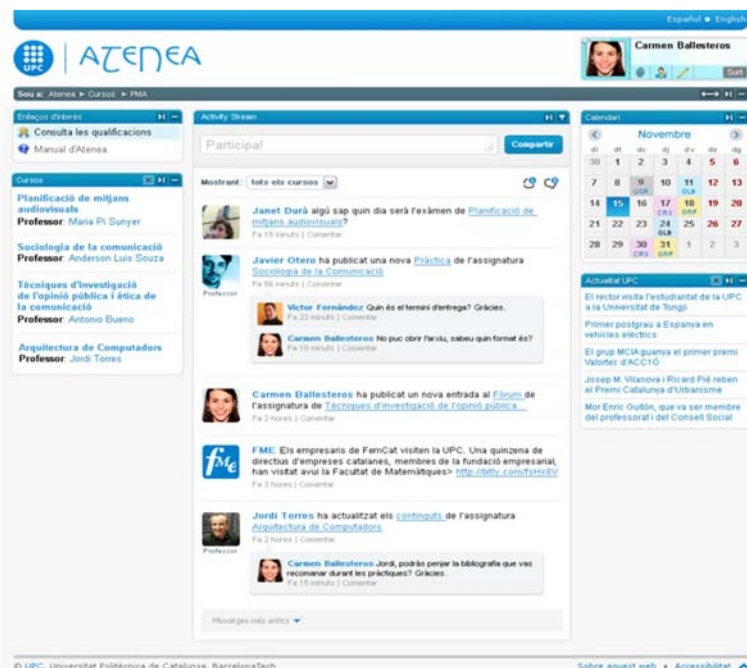 Español • English
UPC
ATENEA
Carmen Ballesteros
Surt
Sou a: Atenea ► Cursos ► PMA
Enllaços d'interès
Consulta les qualificacions
Manual d'Atenea
Cursos
Planificació de mitjans
audiovisuals
Professor: Maria Pi Sunyer
Sociologia de la comunicació
Professor: Anderson Luis Souza
Tècniques d'investigació
de l'opinió pública i ètica de
la comunicació
Professor: Antonio Bueno
Arquitectura de Computadors
Professor: Jordi Torres
Activity Stream
Participa!
Compartir
Mostrant: tots els cursos
Janet Durà algú sap quin dia serà l'exàmen de Planificació de
mitjans audiovisuals?
Fa 18 minuts | Comentar
Javier Otero ha publicat una nova Pràctica de l'assignatura
Sociologia de la Comunicació
Fa 56 minuts | Comentar
Professor
Victor Fernández Quin és el termini d'entrega? Gràcies.
Fa 23 minuts | Comentar
Carmen Ballesteros No puc obrir l'arxiu, sabeu quin format és?
Fa 10 minuts | Comentar
Carmen Ballesteros ha publicat un nova entrada al Fòrum de
l'assignatura de Tècniques d'investigació de l'opinió pública...
Fa 2 hores | Comentar
fme
FME Els empresaris de FemCat visiten la UPC. Una quinzena de
directius d'empreses catalanes, membres de la fundació empresarial,
han visitat avui la Facultat de Matemàtiques>
Fa 3 hores | Comentar
Jordi Torres ha actualitzat els continguts de l'assignatura
Arquitectura de Computadors
Fa 2 hores | Comentar
Professor
Carmen Ballesteros Jordi, podràs penjar la bibliografia que vas
recomanar durant les pràctiques? Gràcies.
Fa 16 minuts | Comentar
Missatges més antics
Calendari
Novembre
dl dt dc dj dv ds dg
30 1 2 3 4 5 6
7 8 9 10 11 12 13
USR GLB
14 15 16 17 18 19 20
CRS GRP
21 22 23 24 25 26 27
GLB
28 29 30 31 1 2 3
CRS GRP
Actualitat UPC
El rector visita l'estudiantat de la UPC
a la Universitat de Tongji
Primer postgrau a Espanya en
vehicles elèctrics
El grup MCIA guanya el primer premi
Valortec d'ACC1Ó
Josep M. Vilanova i Ricard Pié reben
el Premi Catalunya d'Urbanisme
Mor Enric Guitón, que va ser membre
del professorat i del Consell Social
© UPC. Universitat Politècnica de Catalunya. BarcelonaTech
Sobre aquest web • Accessibilitat